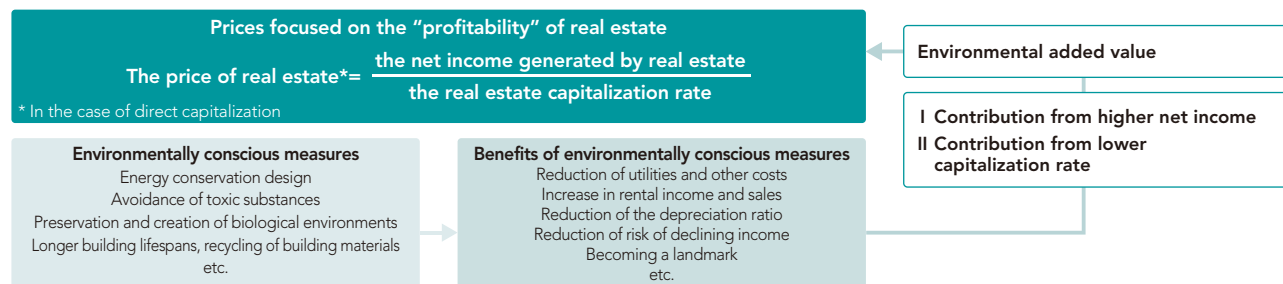 Prices focused on the “profitability” of real estate
The price of real estate*=
the net income generated by real estate
the real estate capitalization rate
* In the case of direct capitalization
Environmental added value
I Contribution from higher net income
II Contribution from lower
capitalization rate
Environmentally conscious measures
Energy conservation design
Avoidance of toxic substances
Preservation and creation of biological environments
Longer building lifespans, recycling of building materials
etc.
Benefits of environmentally conscious measures
Reduction of utilities and other costs
Increase in rental income and sales
Reduction of the depreciation ratio
Reduction of risk of declining income
Becoming a landmark
etc.